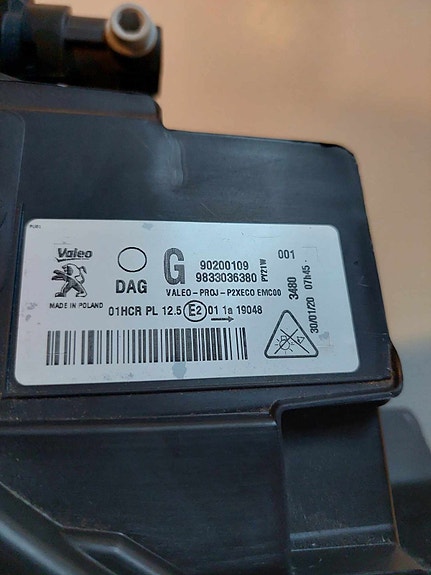 Valeo
MADE IN POLAND
DAG
G
90200109
9833036380
PY21W
001
VALEO-PROJ-P2XECO EMC00
01HCR PL 12.5 E2 01 1a 19048
3480
30/01/20 07h45